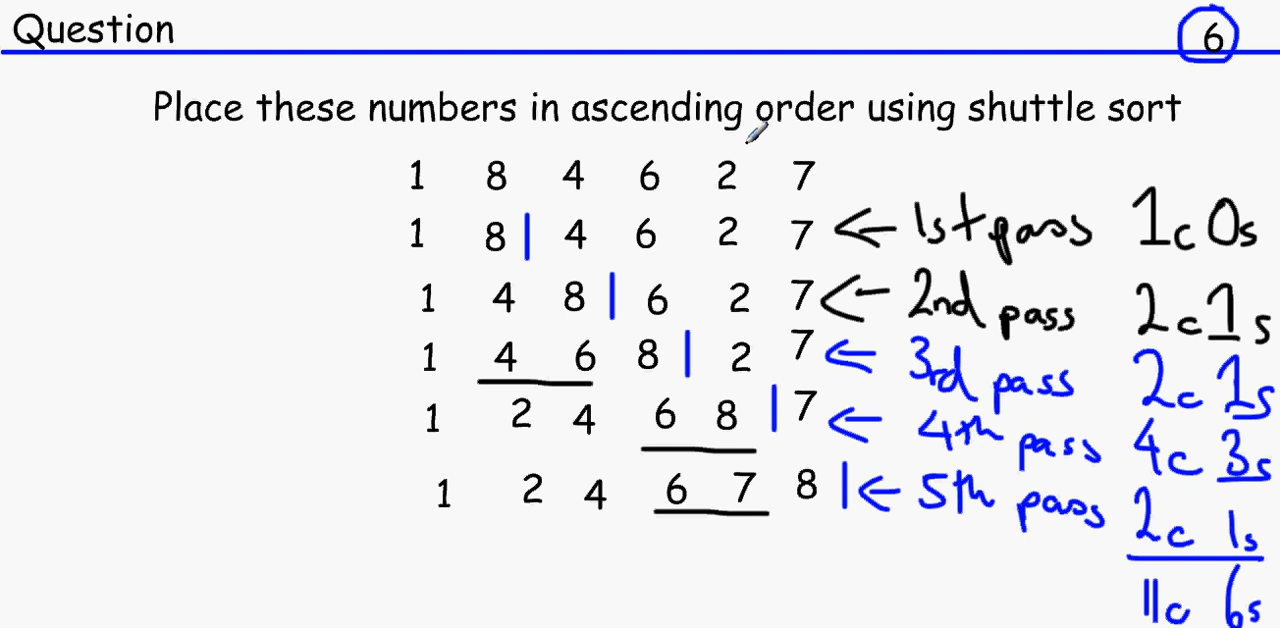 Question 6
Place these numbers in ascending order using shuttle sort
1 8 4 6 2 7
1 8 | 4 6 2 7 ← 1st pass 1c 0s
1 4 8 | 6 2 7 ← 2nd pass 2c 1s
1 4 6 8 | 2 7 ← 3rd pass 2c 1s
1 2 4 6 8 | 7 ← 4th pass 4c 3s
1 2 4 6 7 8 | ← 5th pass 2c 1s
11c 6s